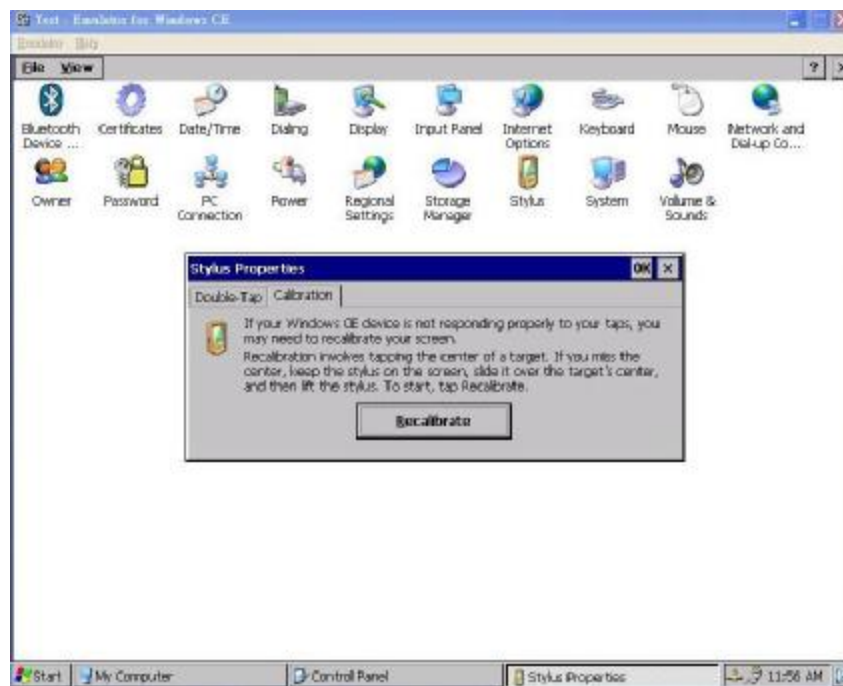 Test - Emulator for Windows CE
Emulator Help
File View
?
Bluetooth Device ...
Certificates
Date/Time
Dialing
Display
Input Panel
Internet Options
Keyboard
Mouse
Network and Dial-up Co...
Owner
Password
PC Connection
Power
Regional Settings
Storage Manager
Stylus
System
Volume & Sounds
Stylus Properties
OK
Double-Tap
Calibration
If your Windows CE device is not responding properly to your taps, you
may need to recalibrate your screen.
Recalibration involves tapping the center of a target. If you miss the
center, keep the stylus on the screen, slide it over the target's center,
and then lift the stylus. To start, tap Recalibrate.
Recalibrate
Start
My Computer
Control Panel
Stylus Properties
11:56 AM